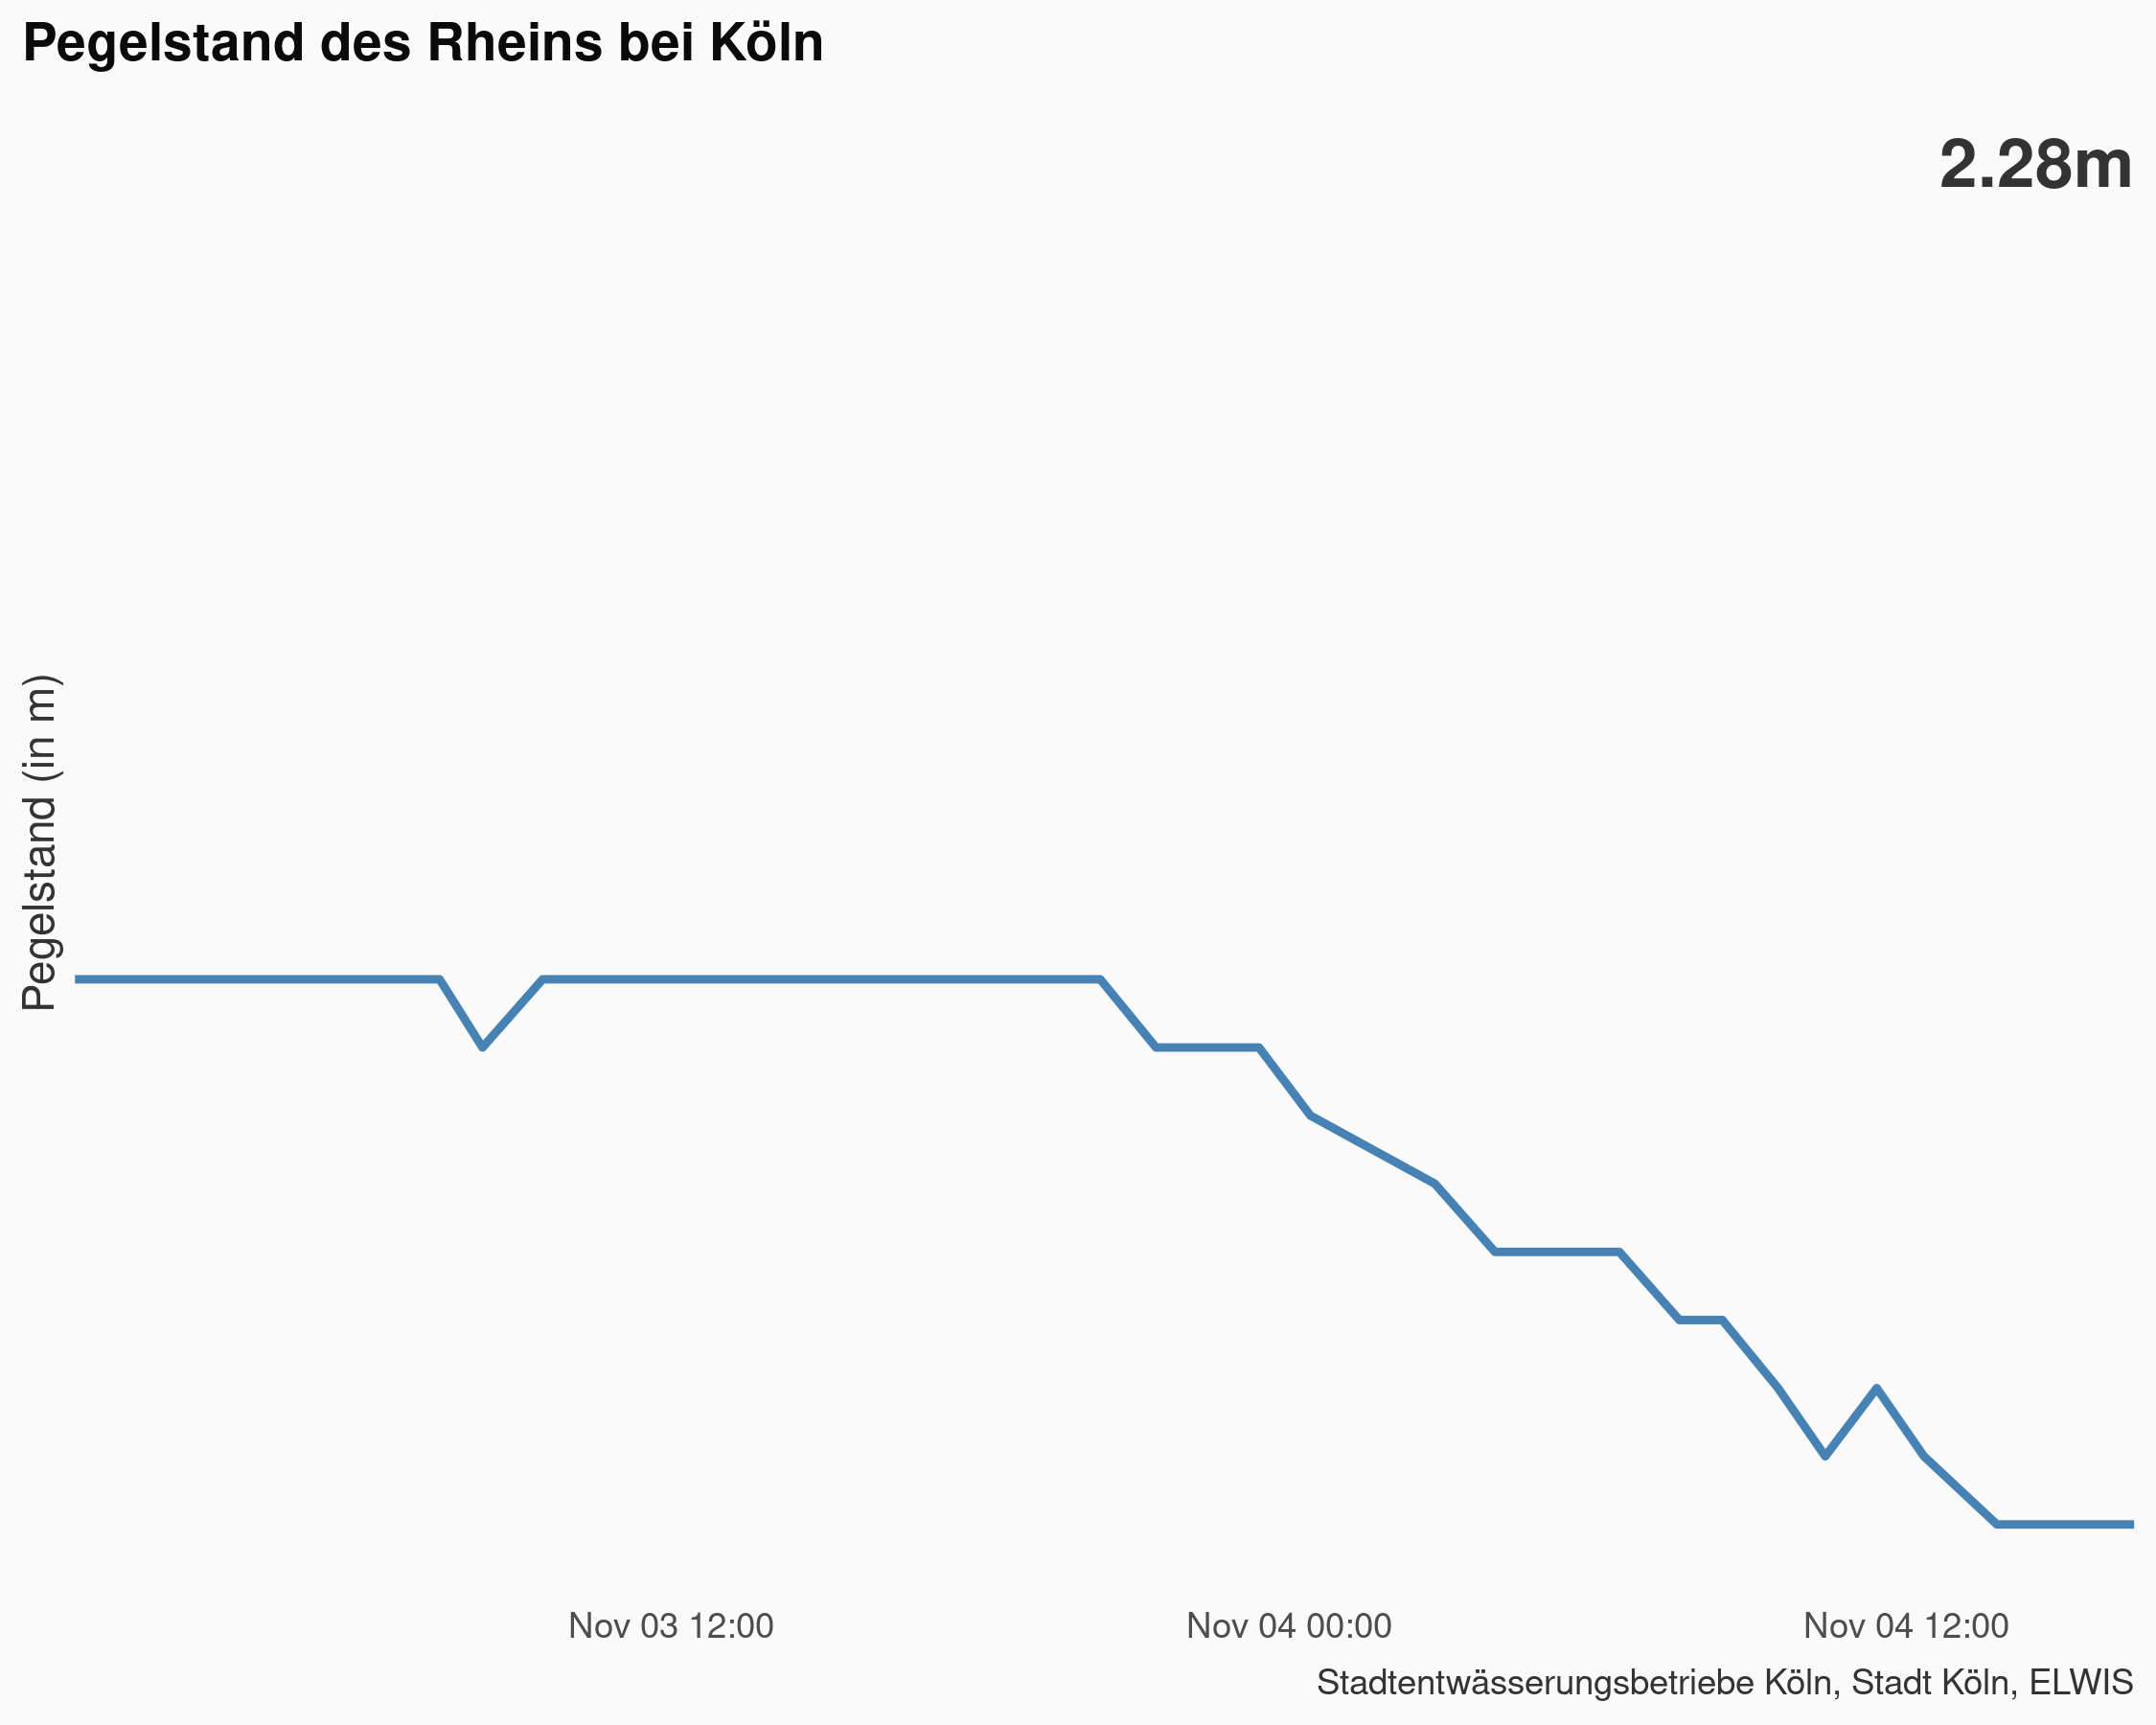 Pegelstand des Rheins bei Köln
2.28m
Pegelstand (in m)
Nov 03 12:00
Nov 04 00:00
Nov 04 12:00
Stadtentwässerungsbetriebe Köln, Stadt Köln, ELWIS